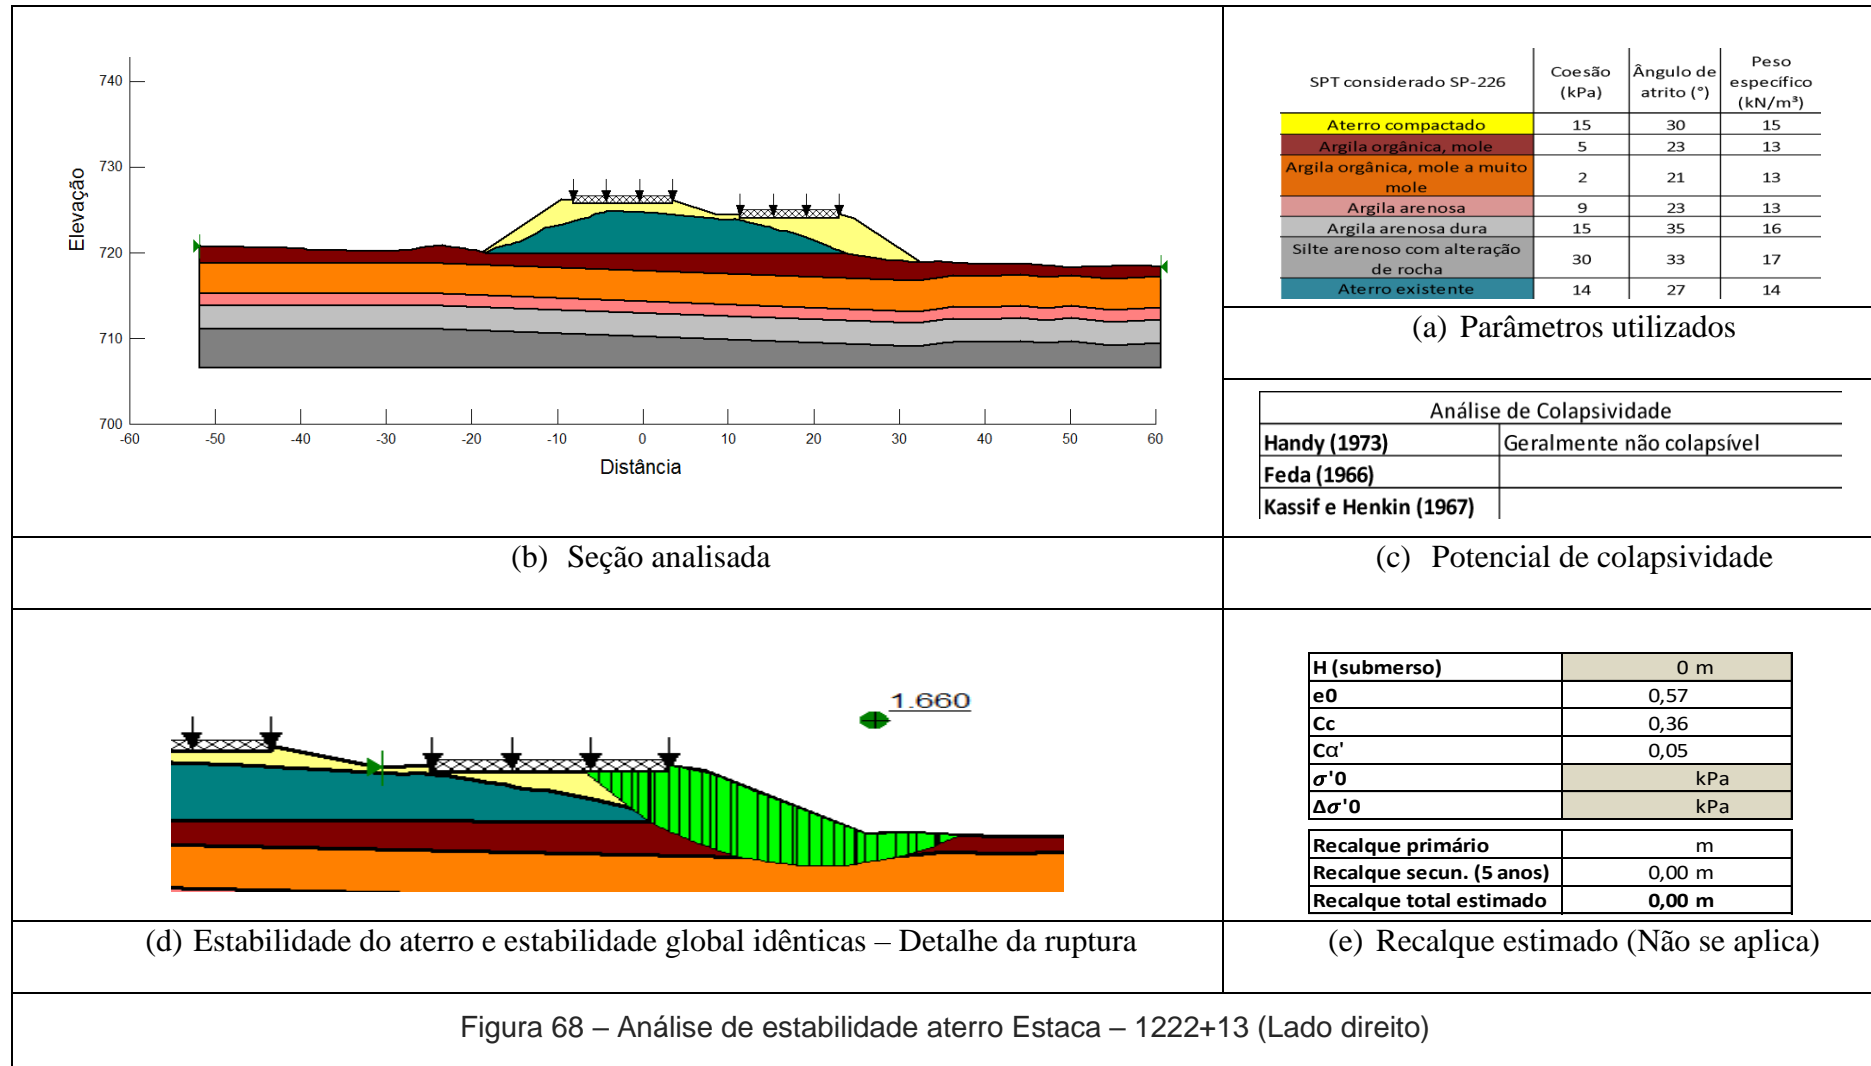 740
730
720
710
700
Elevação
-60 -50 -40 -30 -20 -10 0 10 20 30 40 50 60
Distância
SPT considerado SP-226 Coesão (kPa) Ângulo de atrito (°) Peso específico (kN/m³)
Aterro compactado 15 30 15
Argila orgânica, mole 5 23 13
Argila orgânica, mole a muito
mole 2 21 13
Argila arenosa 9 23 13
Argila arenosa dura 15 35 16
Silte arenoso com alteração
de rocha 30 33 17
Aterro existente 14 27 14
(a) Parâmetros utilizados
Análise de Colapsividade
Handy (1973) Geralmente não colapsível
Feda (1966)
Kassif e Henkin (1967)
(b) Seção analisada
(c) Potencial de colapsividade
1.660
H (submerso) 0 m
e0 0,57
Cc 0,36
Cα' 0,05
σ'0 kPa
Δσ'0 kPa
Recalque primário m
Recalque secun. (5 anos) 0,00 m
Recalque total estimado 0,00 m
(d) Estabilidade do aterro e estabilidade global idênticas – Detalhe da ruptura
(e) Recalque estimado (Não se aplica)
Figura 68 – Análise de estabilidade aterro Estaca – 1222+13 (Lado direito)